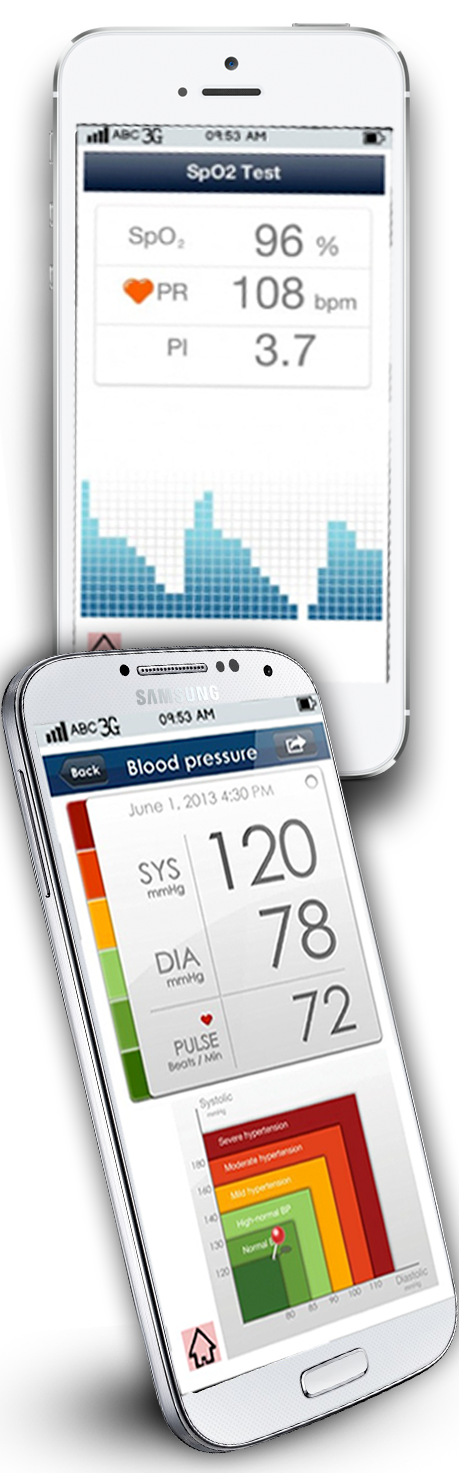 ABC 3G 09:53 AM
SpO2 Test
SpO₂ 96 %
PR 108 bpm
PI 3.7
SAMSUNG
ABC 3G 09:53 AM
Back Blood pressure
June 1, 2013 4:30 PM
SYS 120
mmHg
DIA 78
mmHg
PULSE 72
Beats / Min
Systolic
Severe hypertension
Moderate hypertension
180
Mild hypertension
160
High-normal BP
140
Normal
130
120
80 85 90 100 110 Diastolic